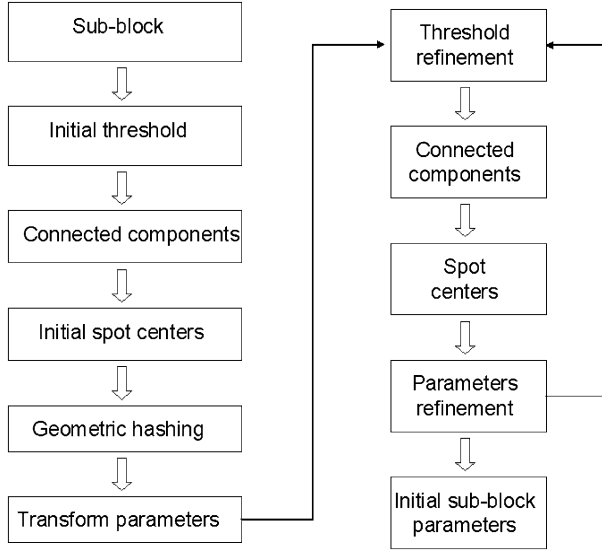 Sub-block
Initial threshold
Connected components
Initial spot centers
Geometric hashing
Transform parameters
Threshold
refinement
Connected
components
Spot
centers
Parameters
refinement
Initial sub-block
parameters